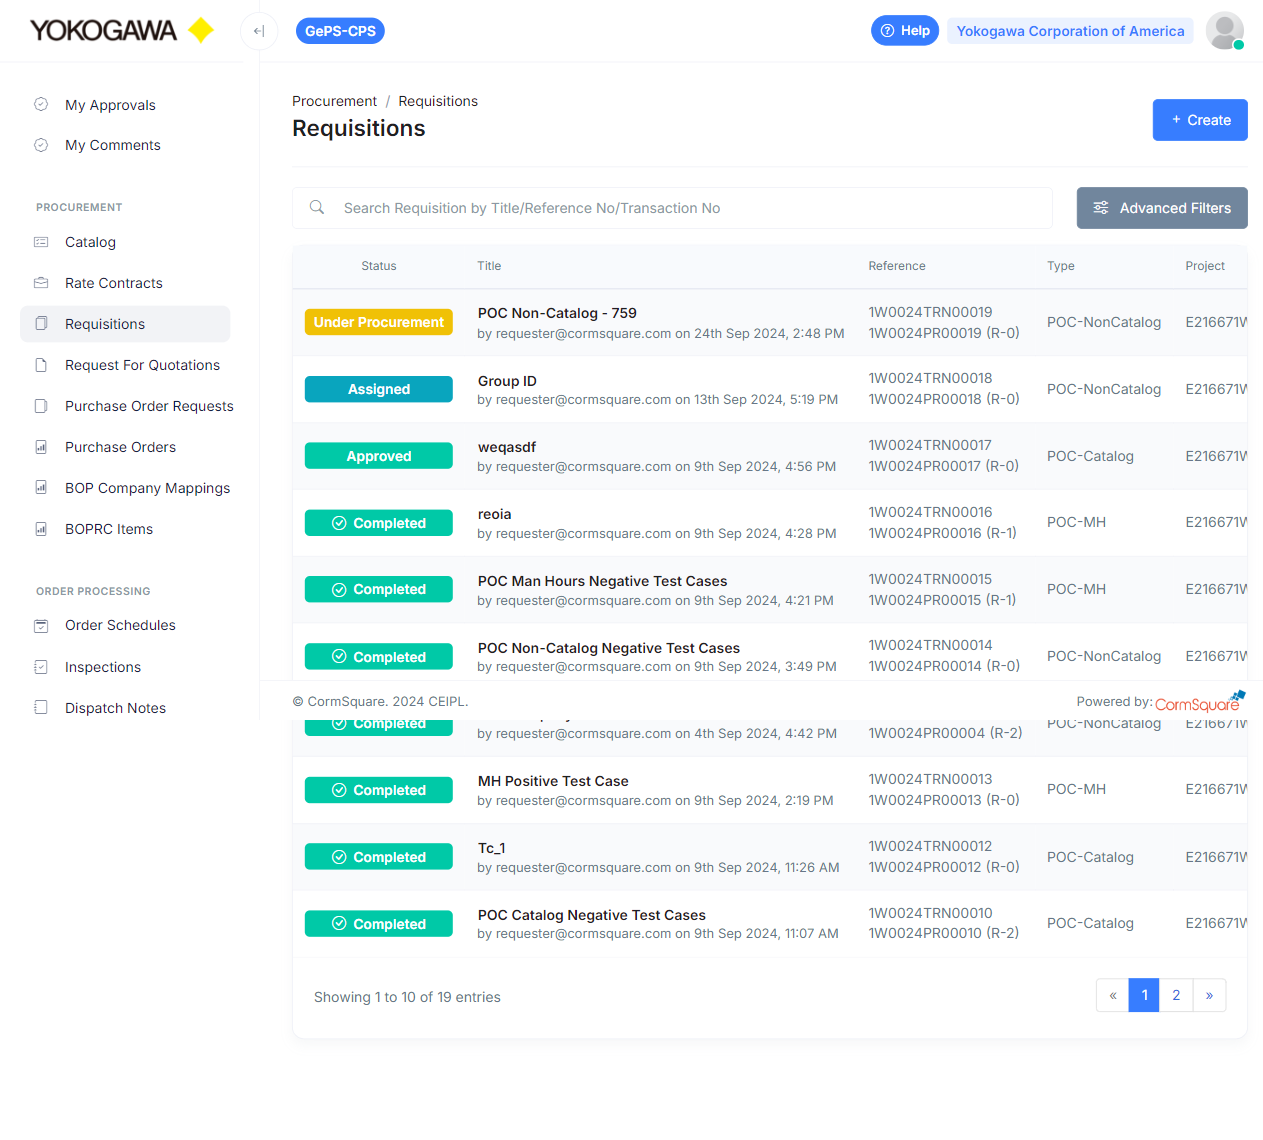 YOKOGAWA
GePS-CPS
Help
Yokogawa Corporation of America
My Approvals
My Comments
PROCUREMENT
Catalog
Rate Contracts
Requisitions
Request For Quotations
Purchase Order Requests
Purchase Orders
BOP Company Mappings
BOPRC Items
ORDER PROCESSING
Order Schedules
Inspections
Dispatch Notes
Procurement / Requisitions
Requisitions
+ Create
Search Requisition by Title/Reference No/Transaction No
Advanced Filters
Status Title Reference Type Project
Under Procurement
POC Non-Catalog - 759
by requester@cormsquare.com on 24th Sep 2024, 2:48 PM
1W0024TRN00019
1W0024PR00019 (R-0)
POC-NonCatalog
E216671W
Assigned
Group ID
by requester@cormsquare.com on 13th Sep 2024, 5:19 PM
1W0024TRN00018
1W0024PR00018 (R-0)
POC-NonCatalog
E216671W
Approved
weqasdf
by requester@cormsquare.com on 9th Sep 2024, 4:56 PM
1W0024TRN00017
1W0024PR00017 (R-0)
POC-Catalog
E216671W
Completed
reoia
by requester@cormsquare.com on 9th Sep 2024, 4:28 PM
1W0024TRN00016
1W0024PR00016 (R-1)
POC-MH
E216671W
Completed
POC Man Hours Negative Test Cases
by requester@cormsquare.com on 9th Sep 2024, 4:21 PM
1W0024TRN00015
1W0024PR00015 (R-1)
POC-MH
E216671W
Completed
POC Non-Catalog Negative Test Cases
by requester@cormsquare.com on 9th Sep 2024, 3:49 PM
1W0024TRN00014
1W0024PR00014 (R-0)
POC-NonCatalog
E216671W
© CormSquare. 2024 CEIPL.
Powered by: CormSquare
Completed
by requester@cormsquare.com on 4th Sep 2024, 4:42 PM
1W0024PR00004 (R-2)
POC-NonCatalog
E216671W
Completed
MH Positive Test Case
by requester@cormsquare.com on 9th Sep 2024, 2:19 PM
1W0024TRN00013
1W0024PR00013 (R-0)
POC-MH
E216671W
Completed
Tc_1
by requester@cormsquare.com on 9th Sep 2024, 11:26 AM
1W0024TRN00012
1W0024PR00012 (R-0)
POC-Catalog
E216671W
Completed
POC Catalog Negative Test Cases
by requester@cormsquare.com on 9th Sep 2024, 11:07 AM
1W0024TRN00010
1W0024PR00010 (R-2)
POC-Catalog
E216671W
Showing 1 to 10 of 19 entries
« 1 2 »